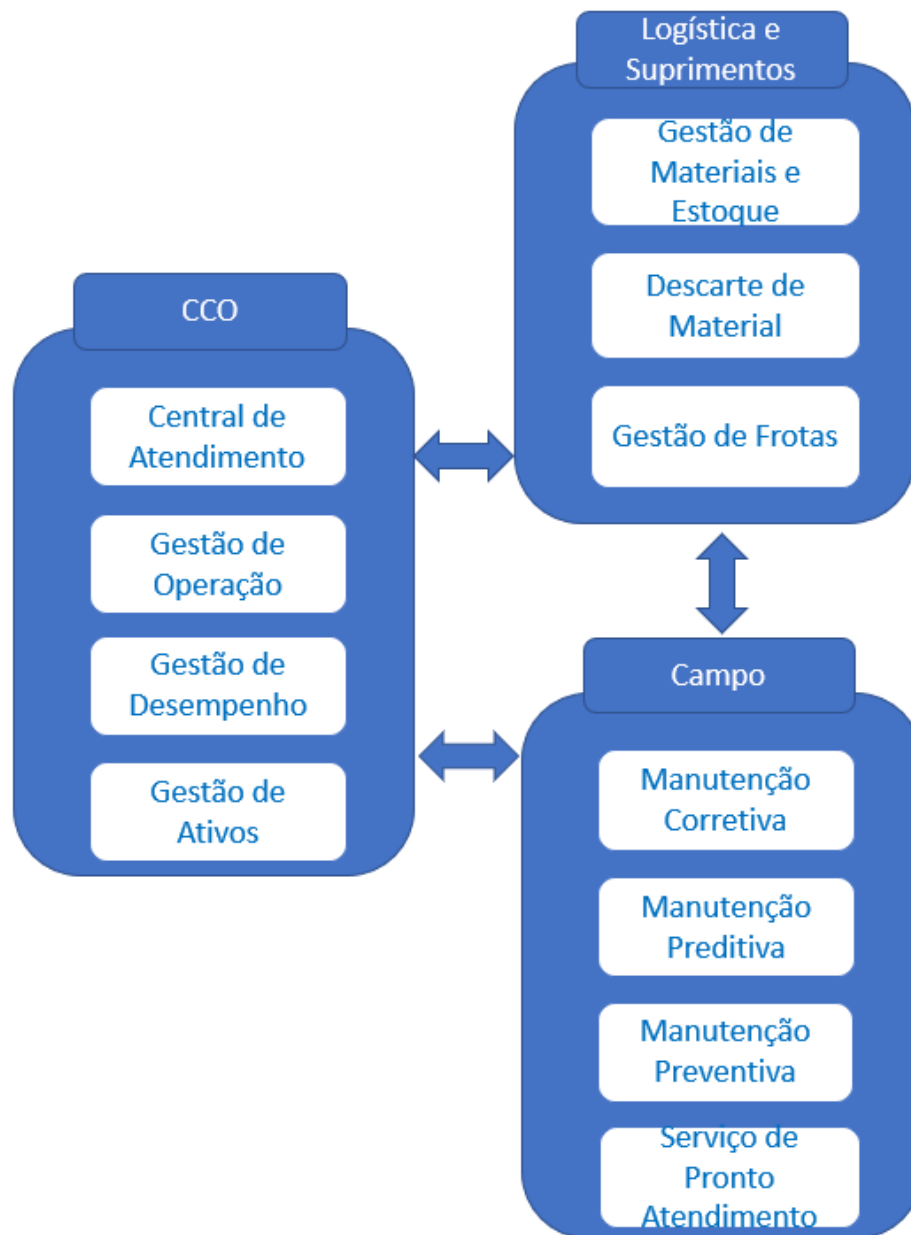 Logística e
Suprimentos
Gestão de
Materiais e
Estoque
Descarte de
Material
Gestão de Frotas
CCO
Central de
Atendimento
Gestão de
Operação
Gestão de
Desempenho
Gestão de
Ativos
Campo
Manutenção
Corretiva
Manutenção
Preditiva
Manutenção
Preventiva
Serviço de
Pronto
Atendimento